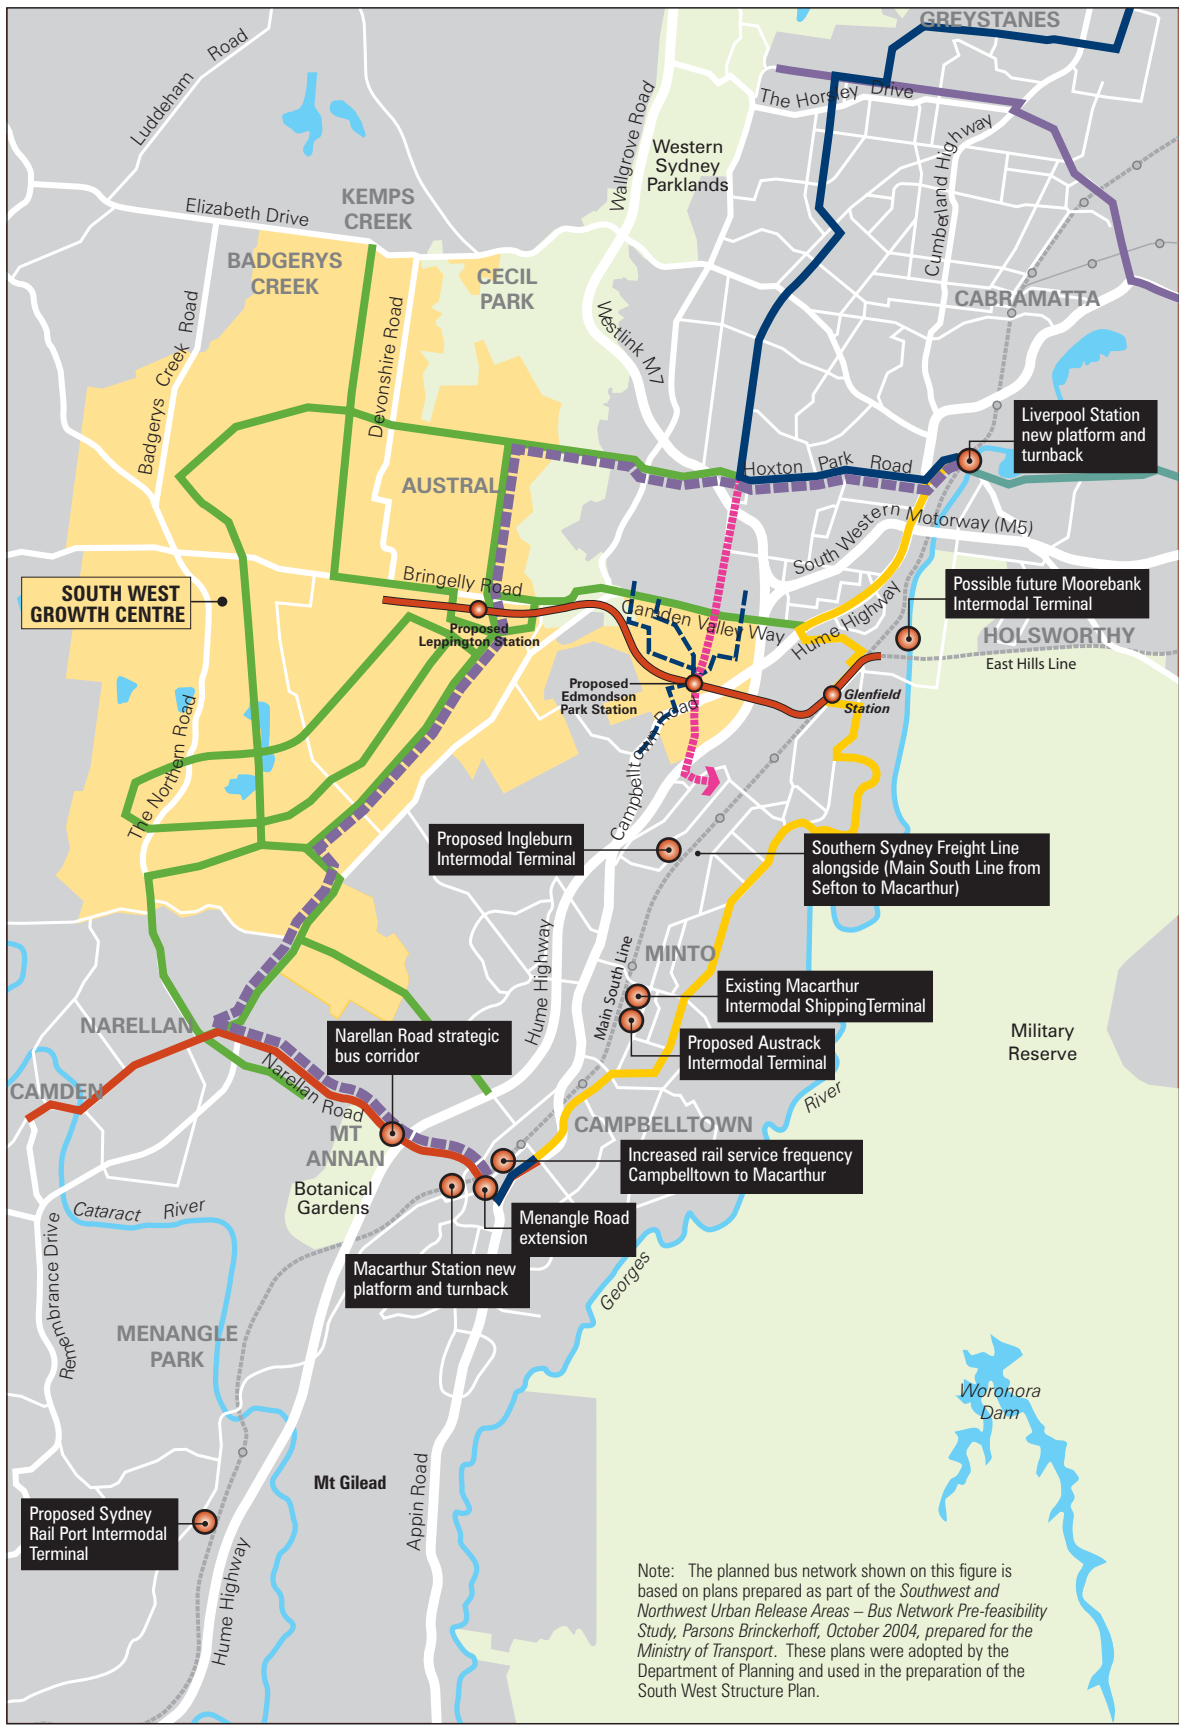 GREYSTANES
Luddeham Road
Wallgrove Road
The Horsley Drive
Cumberland Highway
Western
Sydney
Parklands
KEMPS
CREEK
Elizabeth Drive
BADGERYS
CREEK
CECIL
PARK
CABRAMATTA
Badgerys Creek Road
Devonshire Road
Westlink M7
Liverpool Station
new platform and
turnback
Hoxton Park Road
AUSTRAL
South Western Motorway (M5)
SOUTH WEST
GROWTH CENTRE
Bringelly Road
Camden Valley Way
Hume Highway
Possible future Moorebank
Intermodal Terminal
HOLSWORTHY
East Hills Line
Proposed
Leppington Station
Proposed
Edmondson
Park Station
Glenfield
Station
The Northern Road
Campbelltown Road
Proposed Ingleburn
Intermodal Terminal
Southern Sydney Freight Line
alongside (Main South Line from
Sefton to Macarthur)
Hume Highway
Main South Line
MINTO
Existing Macarthur
Intermodal ShippingTerminal
Proposed Austrack
Intermodal Terminal
Military
Reserve
NARELLAN
Narellan Road strategic
bus corridor
Narellan Road
CAMDEN
River
MT
ANNAN
CAMPBELLTOWN
Increased rail service frequency
Campbelltown to Macarthur
Botanical
Gardens
Cataract River
Menangle Road
extension
Macarthur Station new
platform and turnback
Georges
Remembrance Drive
MENANGLE
PARK
Woronora
Dam
Mt Gilead
Appin Road
Proposed Sydney
Rail Port Intermodal
Terminal
Hume Highway
Note: The planned bus network shown on this figure is
based on plans prepared as part of the Southwest and
Northwest Urban Release Areas – Bus Network Pre-feasibility
Study, Parsons Brinckerhoff, October 2004, prepared for the
Ministry of Transport. These plans were adopted by the
Department of Planning and used in the preparation of the
South West Structure Plan.